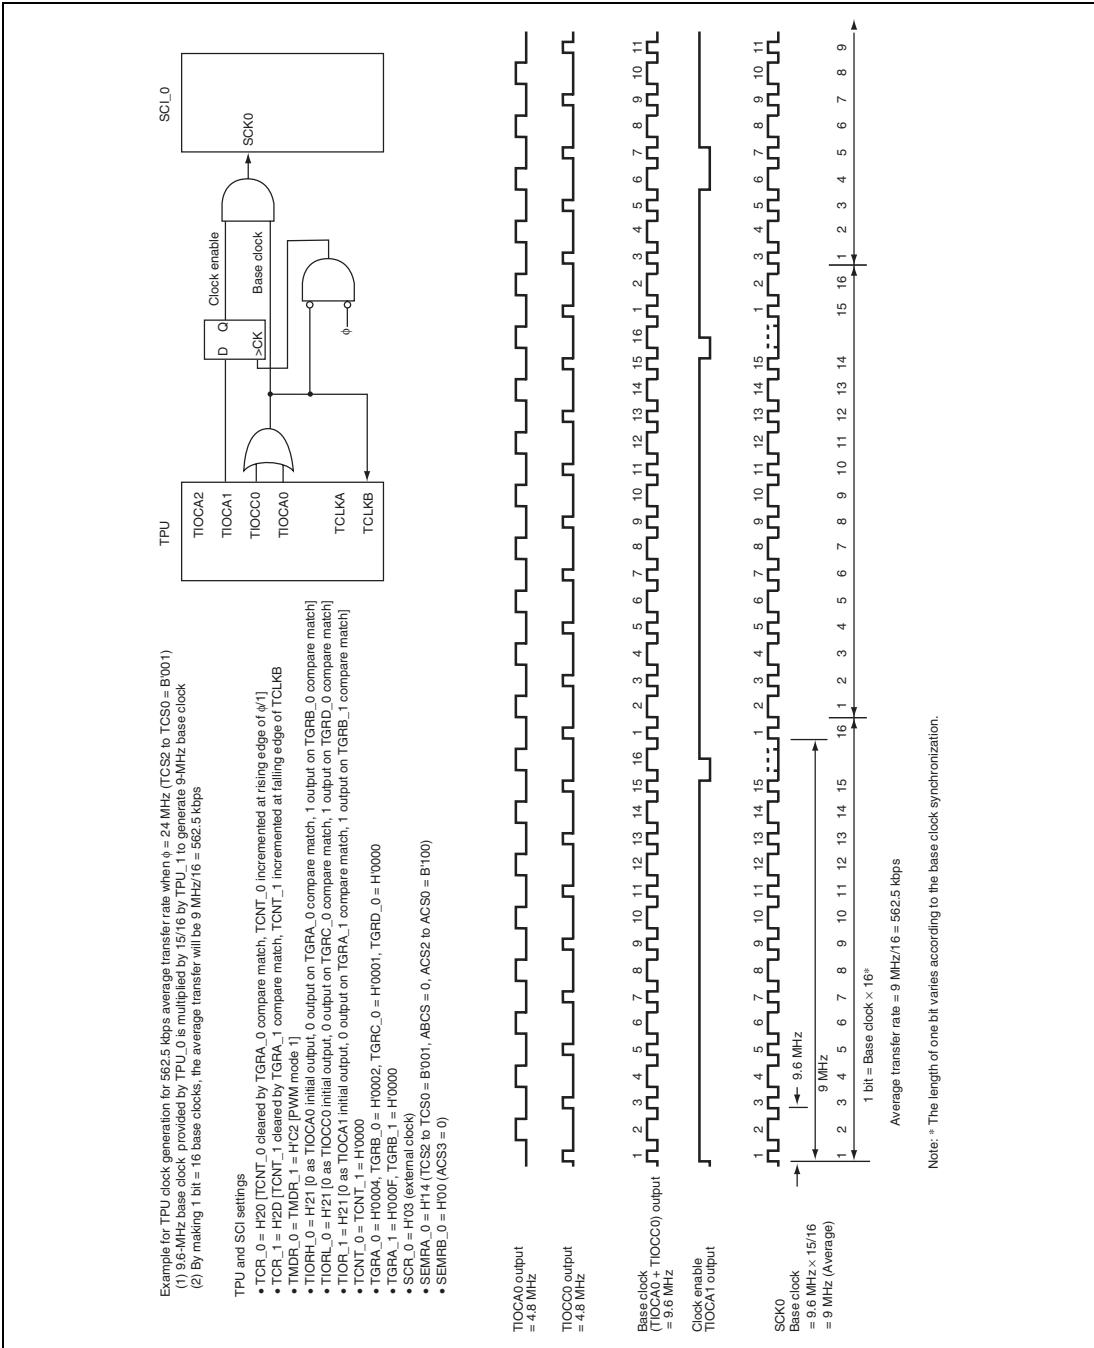 Example for TPU clock generation for 562.5 kbps average transfer rate when ϕ = 24 MHz (TCS2 to TCS0 = B'001)
(1) 9.6-MHz base clock provided by TPU_0 is multiplied by 15/16 by TPU_1 to generate 9-MHz base clock
(2) By making 1 bit = 16 base clocks, the average transfer will be 9 MHz/16 = 562.5 kbps
TPU and SCI settings
• TCR_0 = H'20 [TCNT_0 cleared by TGRA_0 compare match, TCNT_0 incremented at rising edge of ϕ/1]
• TCR_1 = H'2D [TCNT_1 cleared by TGRA_1 compare match, TCNT_1 incremented at falling edge of TCLKB
• TMDR_0 = TMDR_1 = H'C2 [PWM mode 1]
• TIORH_0 = H'21 [0 as TIOCA0 initial output, 0 output on TGRA_0 compare match, 1 output on TGRB_0 compare match]
• TIORL_0 = H'21 [0 as TIOCC0 initial output, 0 output on TGRC_0 compare match, 1 output on TGRD_0 compare match]
• TIOR_1 = H'21 [0 as TIOCA1 initial output, 0 output on TGRA_1 compare match, 1 output on TGRB_1 compare match]
• TCNT_0 = TCNT_1 = H'0000
• TGRA_0 = H'0004, TGRB_0 = H'0002, TGRC_0 = H'0001, TGRD_0 = H'0000
• TGRA_1 = H'000F, TGRB_1 = H'0000
• SCR_0 = H'03 (external clock)
• SEMRA_0 = H'14 (TCS2 to TCS0 = B'001, ABCS = 0, ACS2 to ACS0 = B'100)
• SEMRB_0 = H'00 (ACS3 = 0)
TPU
TIOCA2
TIOCA1
TIOCC0
TIOCA0
TCLKA
TCLKB
D Q
>CK
Clock enable
Base clock
ϕ
SCI_0
SCK0
TIOCA0 output
= 4.8 MHz
TIOCC0 output
= 4.8 MHz
Base clock
(TIOCA0 + TIOCC0) output
= 9.6 MHz
1 2 3 4 5 6 7 8 9 10 11 12 13 14 15 16 1 2 3 4 5 6 7 8 9 10 11 12 13 14 15 16 1 2 3 4 5 6 7 8 9 10 11
Clock enable
TIOCA1 output
SCK0
Base clock
= 9.6 MHz × 15/16
= 9 MHz (Average)
1 2 3 4 5 6 7 8 9 10 11 12 13 14 15 1 2 3 4 5 6 7 8 9 10 11 12 13 14 15 1 2 3 4 5 6 7 8 9 10 11
9.6 MHz
9 MHz
1 2 3 4 5 6 7 8 9 10 11 12 13 14 15 16 1 2 3 4 5 6 7 8 9 10 11 12 13 14 15 16 1 2 3 4 5 6 7 8 9
1 bit = Base clock × 16*
Average transfer rate = 9 MHz/16 = 562.5 kbps
Note: * The length of one bit varies according to the base clock synchronization.